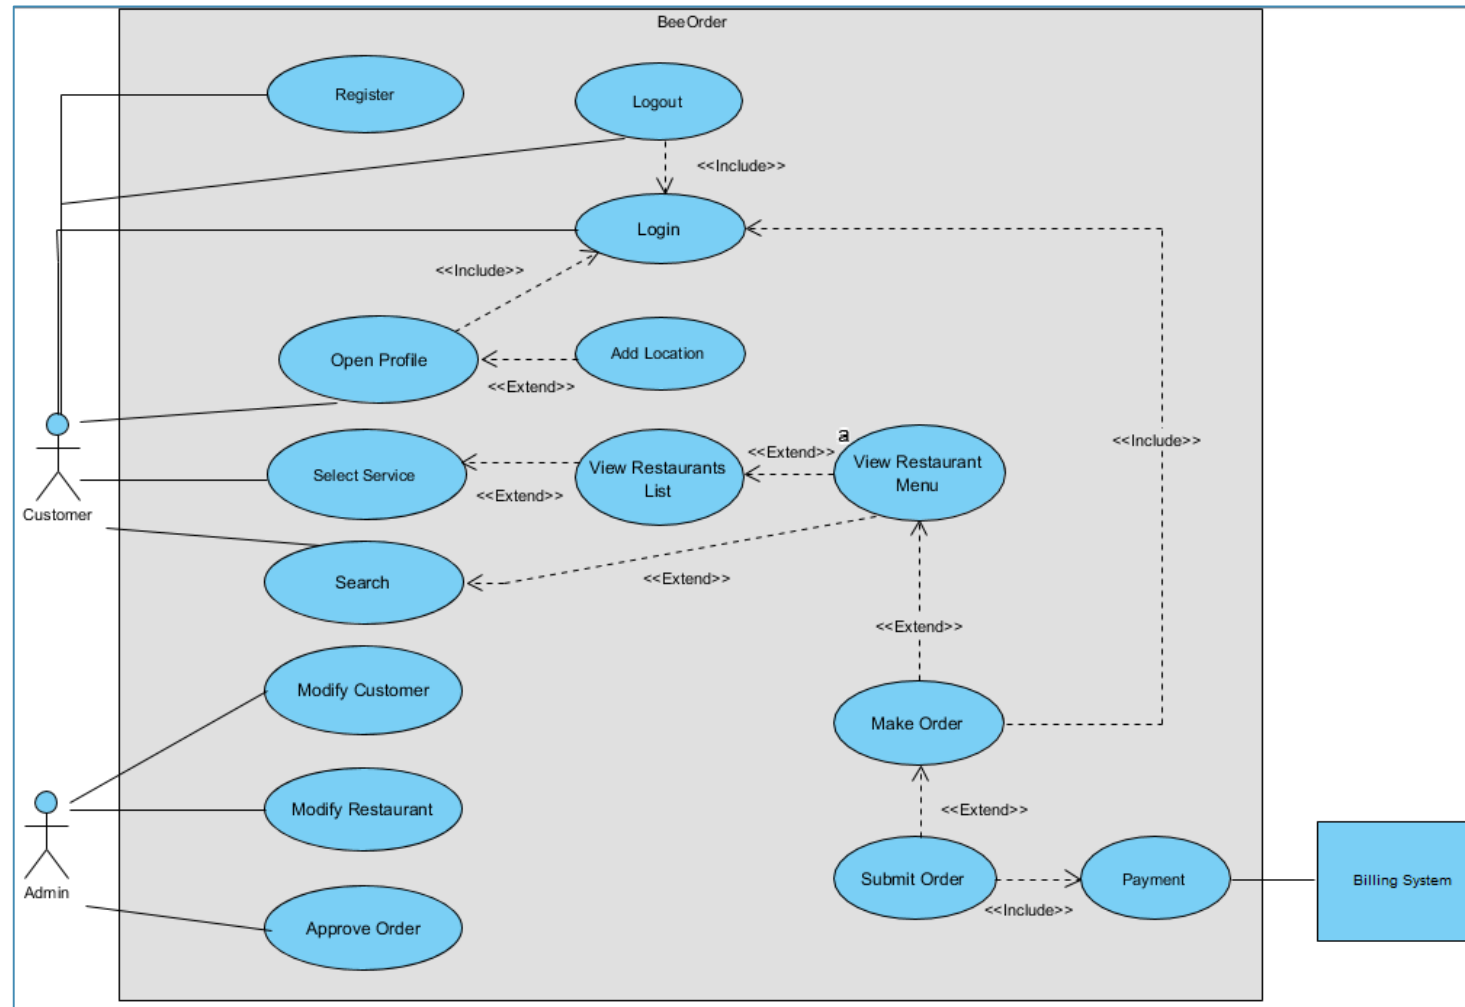 BeeOrder
Register
Logout
<<Include>>
Login
<<Include>>
Open Profile
Add Location
<<Extend>>
Customer
Select Service
<<Extend>>
View Restaurants
List
<<Extend>>
a
View Restaurant
Menu
<<Include>>
Search
<<Extend>>
<<Extend>>
Modify Customer
Make Order
Modify Restaurant
<<Extend>>
Admin
Submit Order
<<Include>>
Payment
Billing System
Approve Order